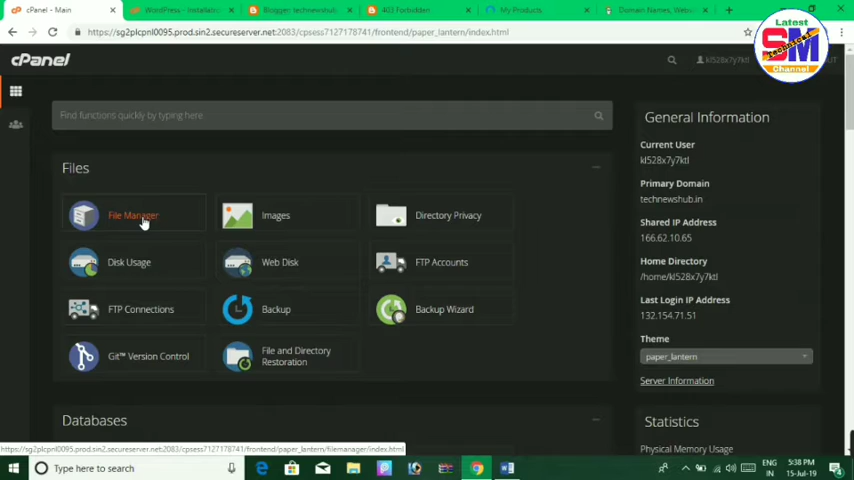 cPanel - Main
WordPress - Installatio
Blogger: technewshub
403 Forbidden
My Products
Domain Names, Webs
https://sg2plcpnl0095.prod.sin2.secureserver.net:2083/cpsess7127178741/frontend/paper_lantern/index.html
Latest
SM
Technical
Channel
cPanel
kl528x7y7ktl
UT
Find functions quickly by typing here
General Information
Current User
kl528x7y7ktl
Primary Domain
technewshub.in
Shared IP Address
166.62.10.65
Home Directory
/home/kl528x7y7ktl
Last Login IP Address
132.154.71.51
Theme
paper_lantern
Server Information
Statistics
Physical Memory Usage
Files
File Manager
Images
Directory Privacy
Disk Usage
Web Disk
FTP Accounts
FTP Connections
Backup
Backup Wizard
Git™ Version Control
File and Directory
Restoration
Databases
https://sg2plcpnl0095.prod.sin2.secureserver.net:2083/cpsess7127178741/frontend/paper_lantern/filemanager/index.html
Type here to search
ENG
IN
5:38 PM
15-Jul-19